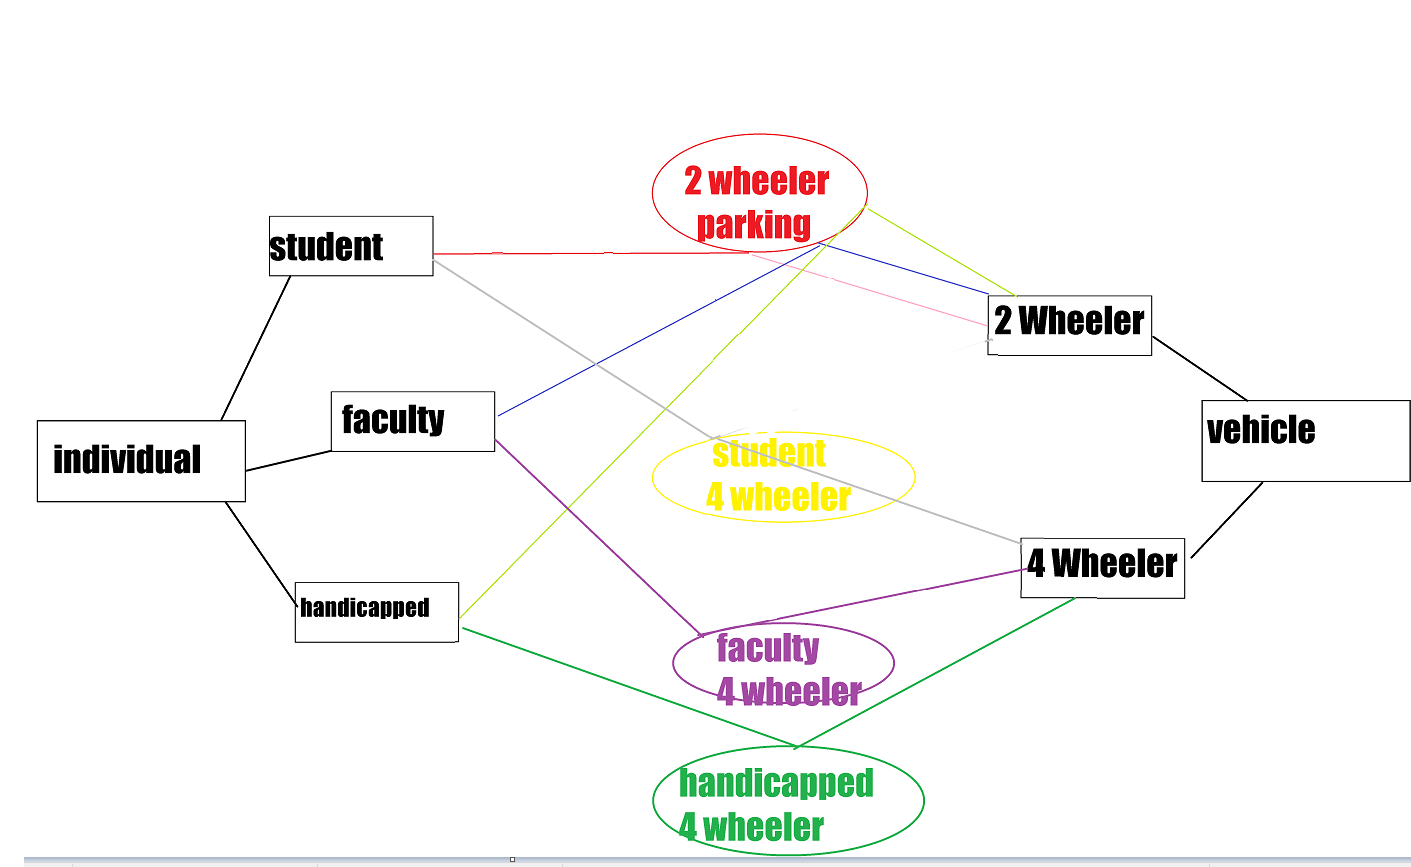 2 wheeler
parking
student
2 Wheeler
faculty
vehicle
individual
student
4 wheeler
4 Wheeler
handicapped
faculty
4 wheeler
handicapped
4 wheeler